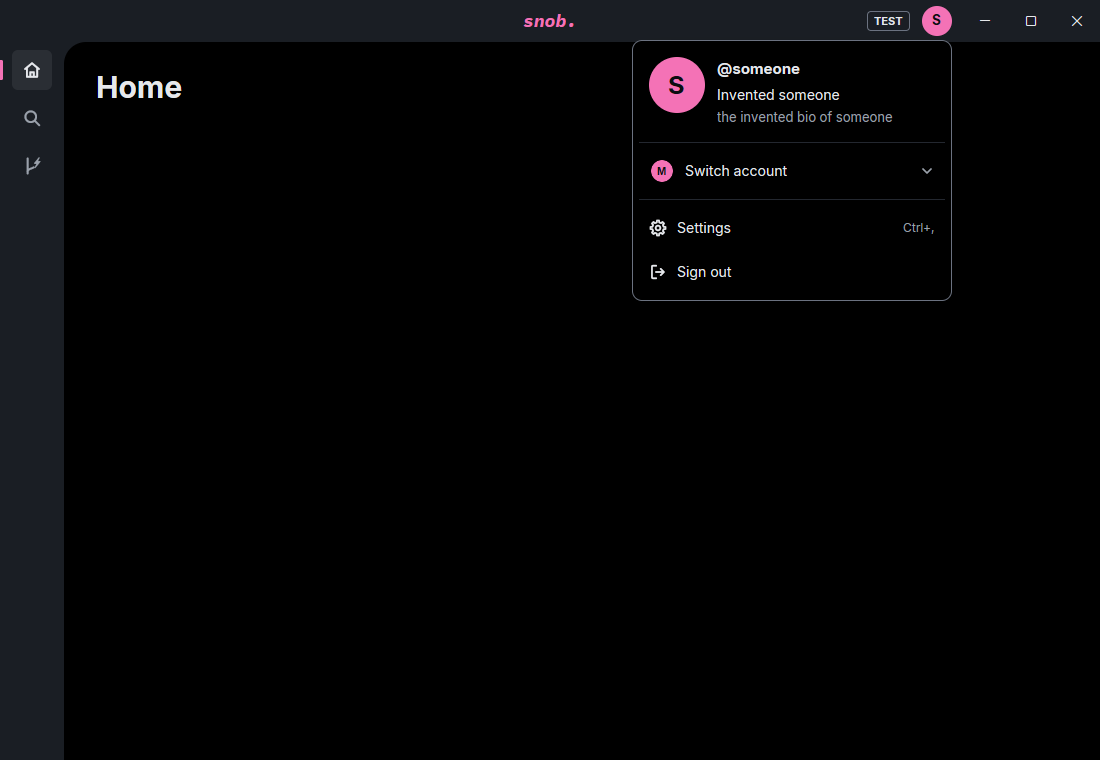 snob.
TEST
S
Home
S
@someone
Invented someone
the invented bio of someone
M
Switch account
Settings
Ctrl+,
Sign out